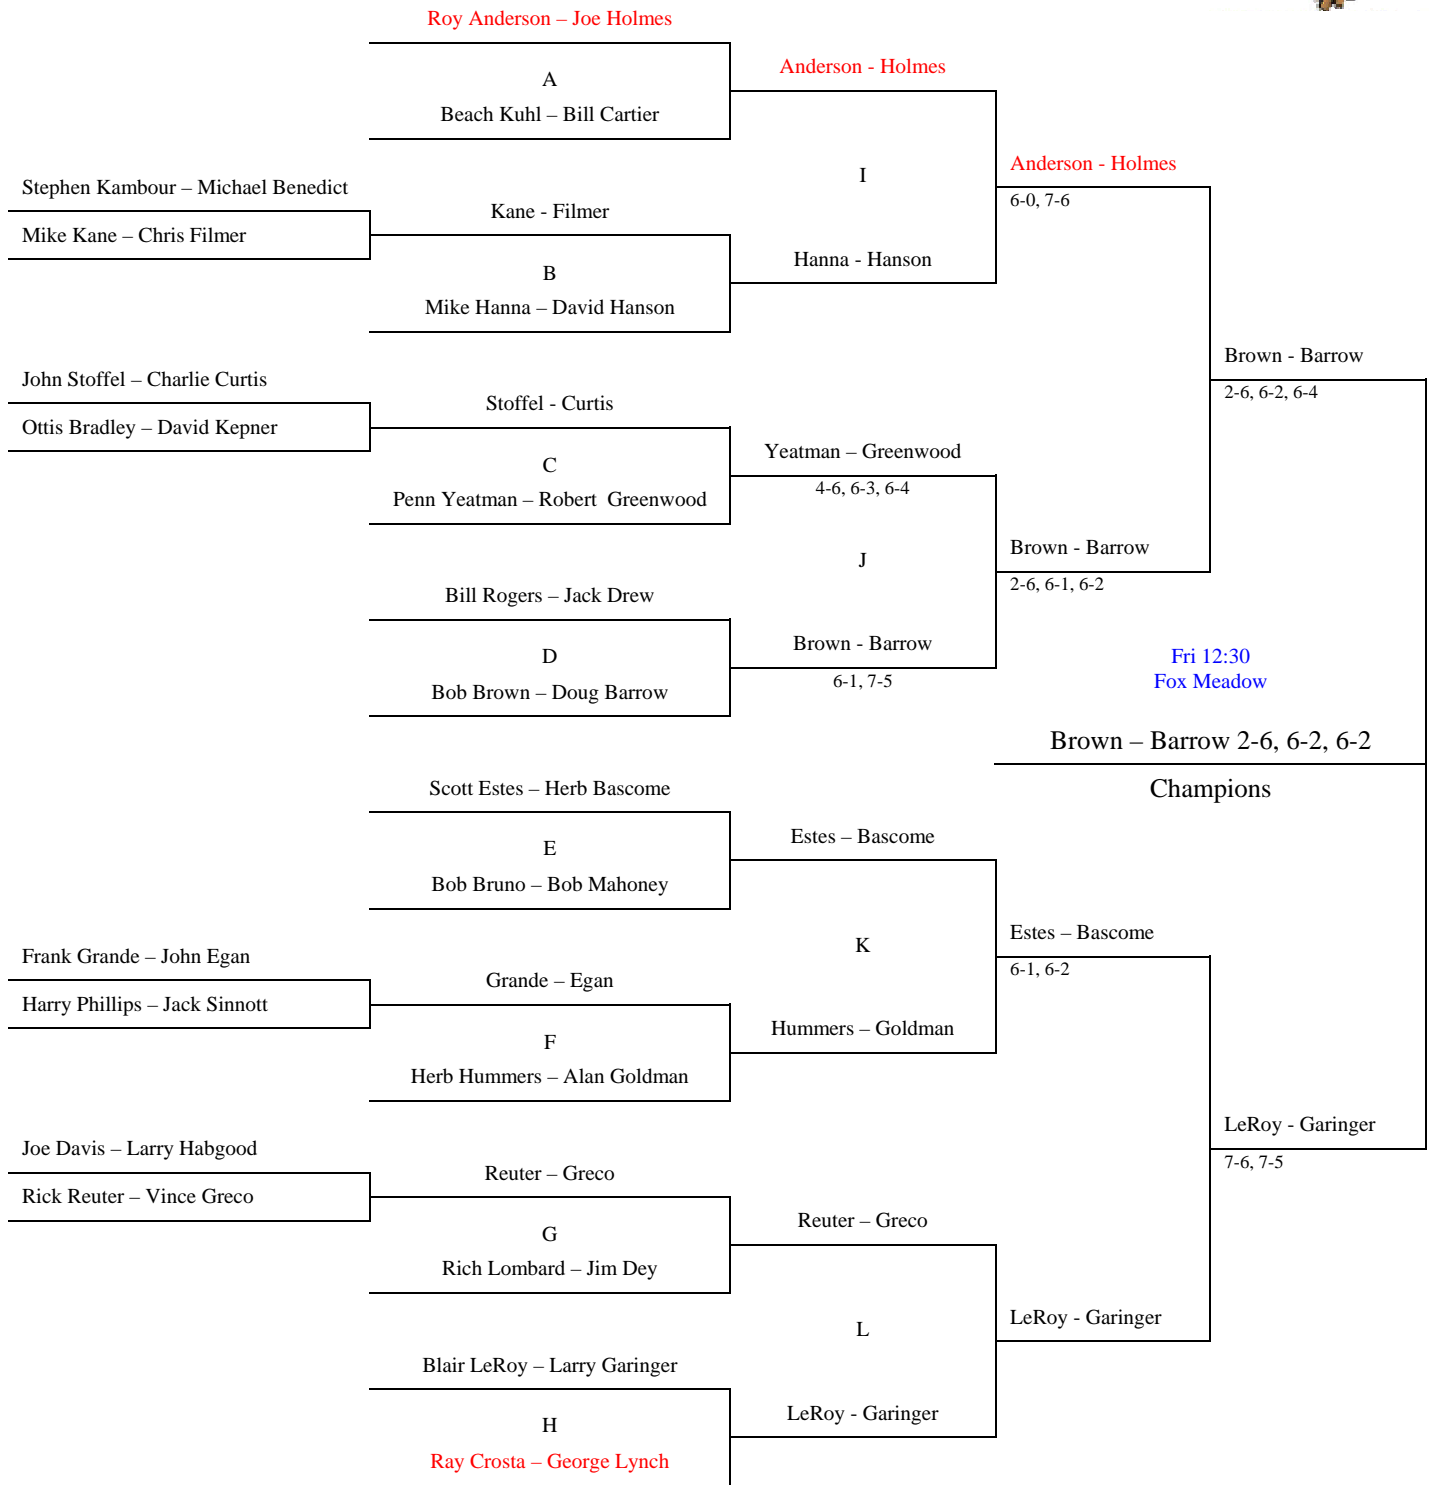 Roy Anderson – Joe Holmes
Anderson - Holmes
A
Beach Kuhl – Bill Cartier
Anderson - Holmes
6-0, 7-6
I
Stephen Kambour – Michael Benedict
Kane - Filmer
Mike Kane – Chris Filmer
Hanna - Hanson
B
Mike Hanna – David Hanson
Brown - Barrow
2-6, 6-2, 6-4
John Stoffel – Charlie Curtis
Stoffel - Curtis
Ottis Bradley – David Kepner
Yeatman – Greenwood
4-6, 6-3, 6-4
C
Penn Yeatman – Robert  Greenwood
Brown - Barrow
2-6, 6-1, 6-2
J
Bill Rogers – Jack Drew
Brown - Barrow
6-1, 7-5
D
Bob Brown – Doug Barrow
Fri 12:30
Fox Meadow
Brown – Barrow 2-6, 6-2, 6-2
Champions
Scott Estes – Herb Bascome
Estes – Bascome
E
Bob Bruno – Bob Mahoney
Estes – Bascome
6-1, 6-2
K
Frank Grande – John Egan
Grande – Egan
Harry Phillips – Jack Sinnott
Hummers – Goldman
F
Herb Hummers – Alan Goldman
LeRoy - Garinger
7-6, 7-5
Joe Davis – Larry Habgood
Reuter – Greco
Rick Reuter – Vince Greco
Reuter – Greco
G
Rich Lombard – Jim Dey
LeRoy - Garinger
L
Blair LeRoy – Larry Garinger
LeRoy - Garinger
H
Ray Crosta – George Lynch